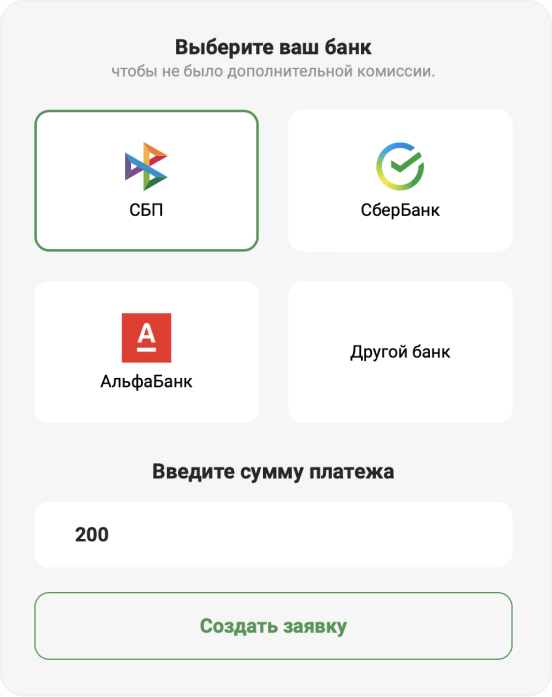 Выберите ваш банк
чтобы не было дополнительной комиссии.
СБП
СберБанк
А
АльфаБанк
Другой банк
Введите сумму платежа
200
Создать заявку